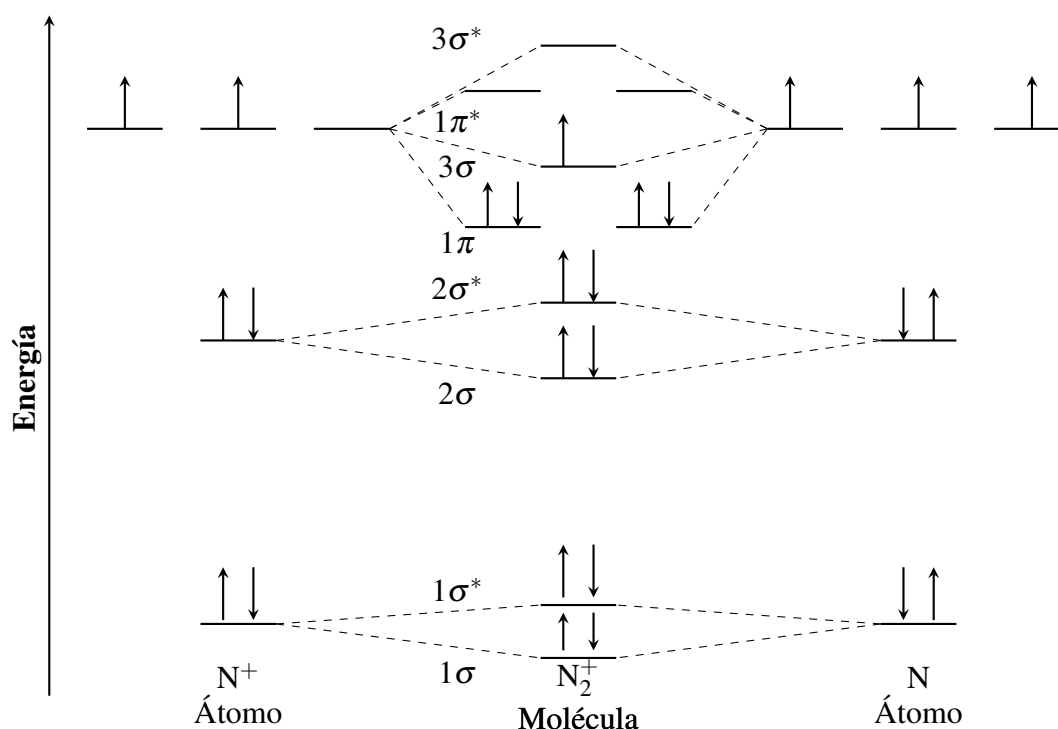 3σ*
1π*
3σ
1π
2σ*
2σ
Energía
1σ*
1σ
N⁺
Átomo
N₂⁺
Molécula
N
Átomo